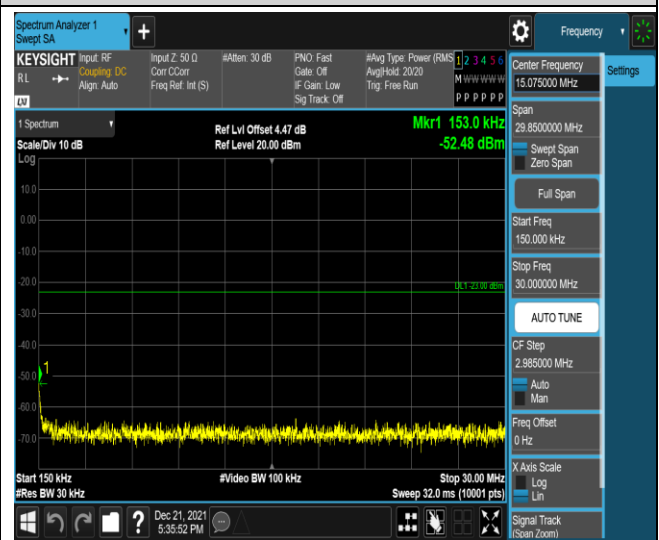 Spectrum Analyzer 1
Swept SA
+
Frequency
KEYSIGHT
RL
Input: RF
Coupling: DC
Align: Auto
Input Z: 50 Ω
Corr CCorr
Freq Ref: Int (S)
#Atten: 30 dB
PNO: Fast
Gate: Off
IF Gain: Low
Sig Track: Off
#Avg Type: Power (RMS
Avg|Hold: 20/20
Trig: Free Run
1 2 3 4 5 6
M W W W W W
P P P P P P
1 Spectrum
Scale/Div 10 dB
Ref Lvl Offset 4.47 dB
Ref Level 20.00 dBm
Mkr1 153.0 kHz
-52.48 dBm
Log
10.0
0.00
-10.0
-20.0
-30.0
-40.0
-50.0
-60.0
-70.0
DL1 -23.00 dBm
1
Start 150 kHz
#Res BW 30 kHz
#Video BW 100 kHz
Stop 30.00 MHz
Sweep 32.0 ms (10001 pts)
?
Dec 21, 2021
5:35:52 PM
Center Frequency
15.075000 MHz
Span
29.8500000 MHz
Swept Span
Zero Span
Full Span
Start Freq
150.000 kHz
Stop Freq
30.000000 MHz
AUTO TUNE
CF Step
2.985000 MHz
Auto
Man
Freq Offset
0 Hz
X Axis Scale
Log
Lin
Signal Track
(Span Zoom)
Settings